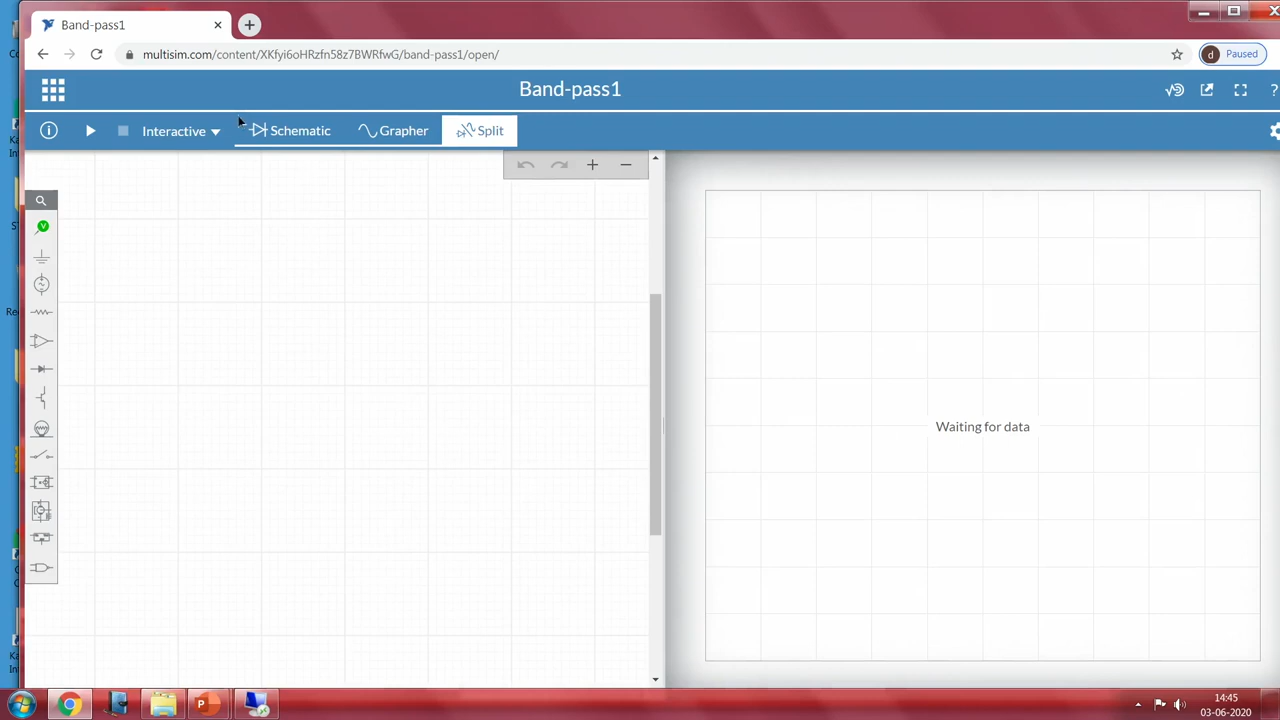 Band-pass1
multisim.com/content/XKfyi6oHRzfn58z7BWRfwG/band-pass1/open/
d Paused
Band-pass1
?
Interactive Schematic Grapher Split
V
Waiting for data
14:45
03-06-2020